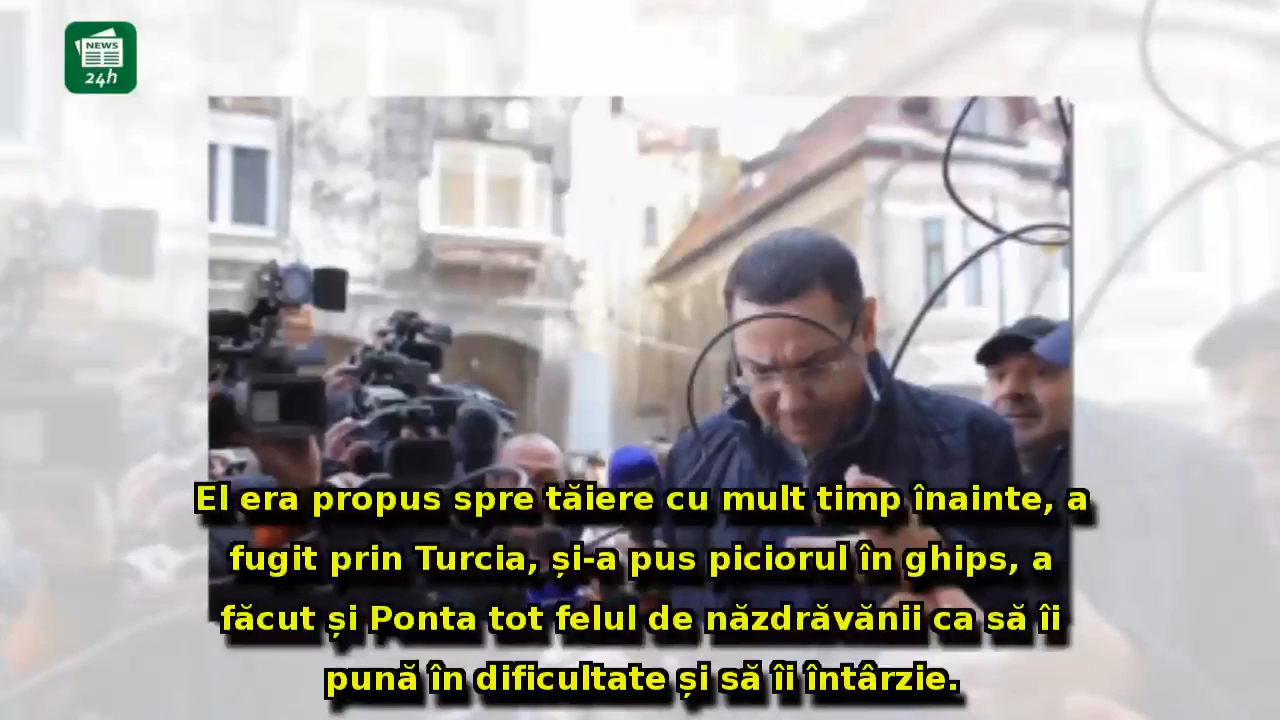 NEWS
24h
El era propus spre tăiere cu mult timp înainte, a
fugit prin Turcia, și-a pus piciorul în ghips, a
făcut și Ponta tot felul de năzdrăvănii ca să îi
pună în dificultate și să îi întârzie.